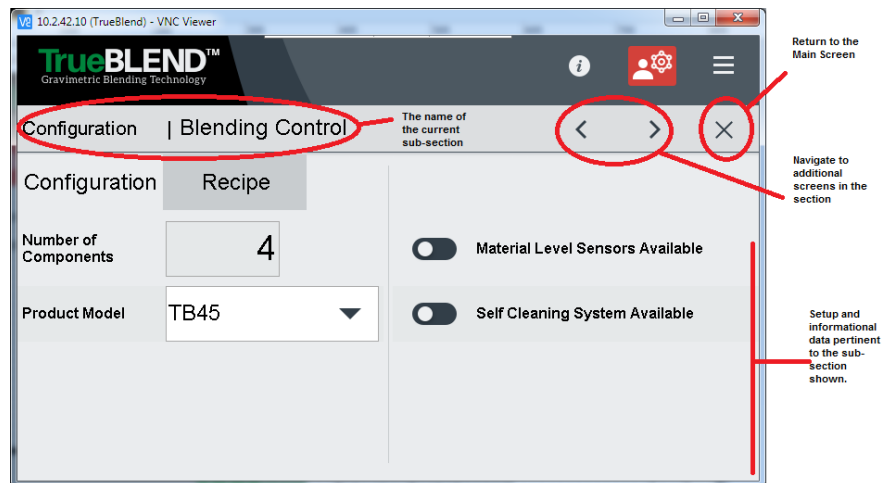 10.2.42.10 (TrueBlend) - VNC Viewer
TrueBLEND™
Gravimetric Blending Technology
Return to the
Main Screen
Configuration | Blending Control
The name of
the current
sub-section
Navigate to
additional
screens in the
section
Configuration Recipe
Number of
Components
4
Material Level Sensors Available
Product Model
TB45
Self Cleaning System Available
Setup and
informational
data pertinent
to the sub-
section
shown.